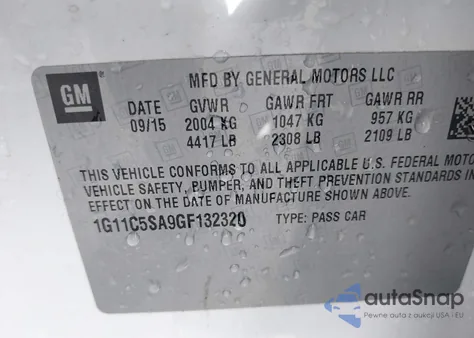 MFD BY GENERAL MOTORS LLC
GM
DATE GVWR GAWR FRT GAWR RR
09/15 2004 KG 1047 KG 957 KG
4417 LB 2308 LB 2109 LB
THIS VEHICLE CONFORMS TO ALL APPLICABLE U.S. FEDERAL MOTO
VEHICLE SAFETY, BUMPER, AND THEFT PREVENTION STANDARDS IN
EFFECT ON THE DATE OF MANUFACTURE SHOWN ABOVE.
1G11C5SA9GF132320 TYPE: PASS CAR
autaSnap
Pewne auta z aukcji USA i EU